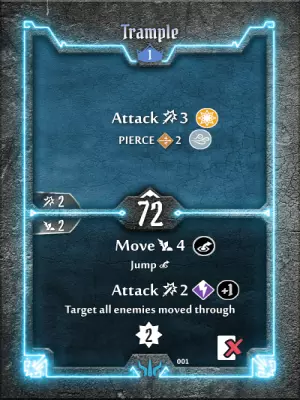 Trample
1
Attack 3
PIERCE 2
2
72
2
Move 4
Jump
Attack 2 +1
Target all enemies moved through
2
001